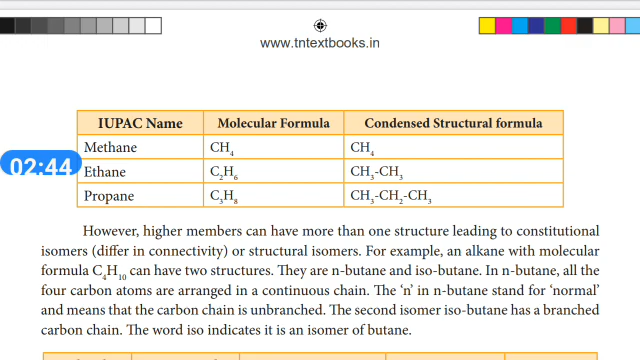 www.tntextbooks.in
IUPAC Name Molecular Formula Condensed Structural formula
Methane CH₄ CH₄
02:44
Ethane C₂H₆ CH₃-CH₃
Propane C₃H₈ CH₃-CH₂-CH₃
However, higher members can have more than one structure leading to constitutional
isomers (differ in connectivity) or structural isomers. For example, an alkane with molecular
formula C₄H₁₀ can have two structures. They are n-butane and iso-butane. In n-butane, all the
four carbon atoms are arranged in a continuous chain. The ‘n’ in n-butane stand for ‘normal’
and means that the carbon chain is unbranched. The second isomer iso-butane has a branched
carbon chain. The word iso indicates it is an isomer of butane.